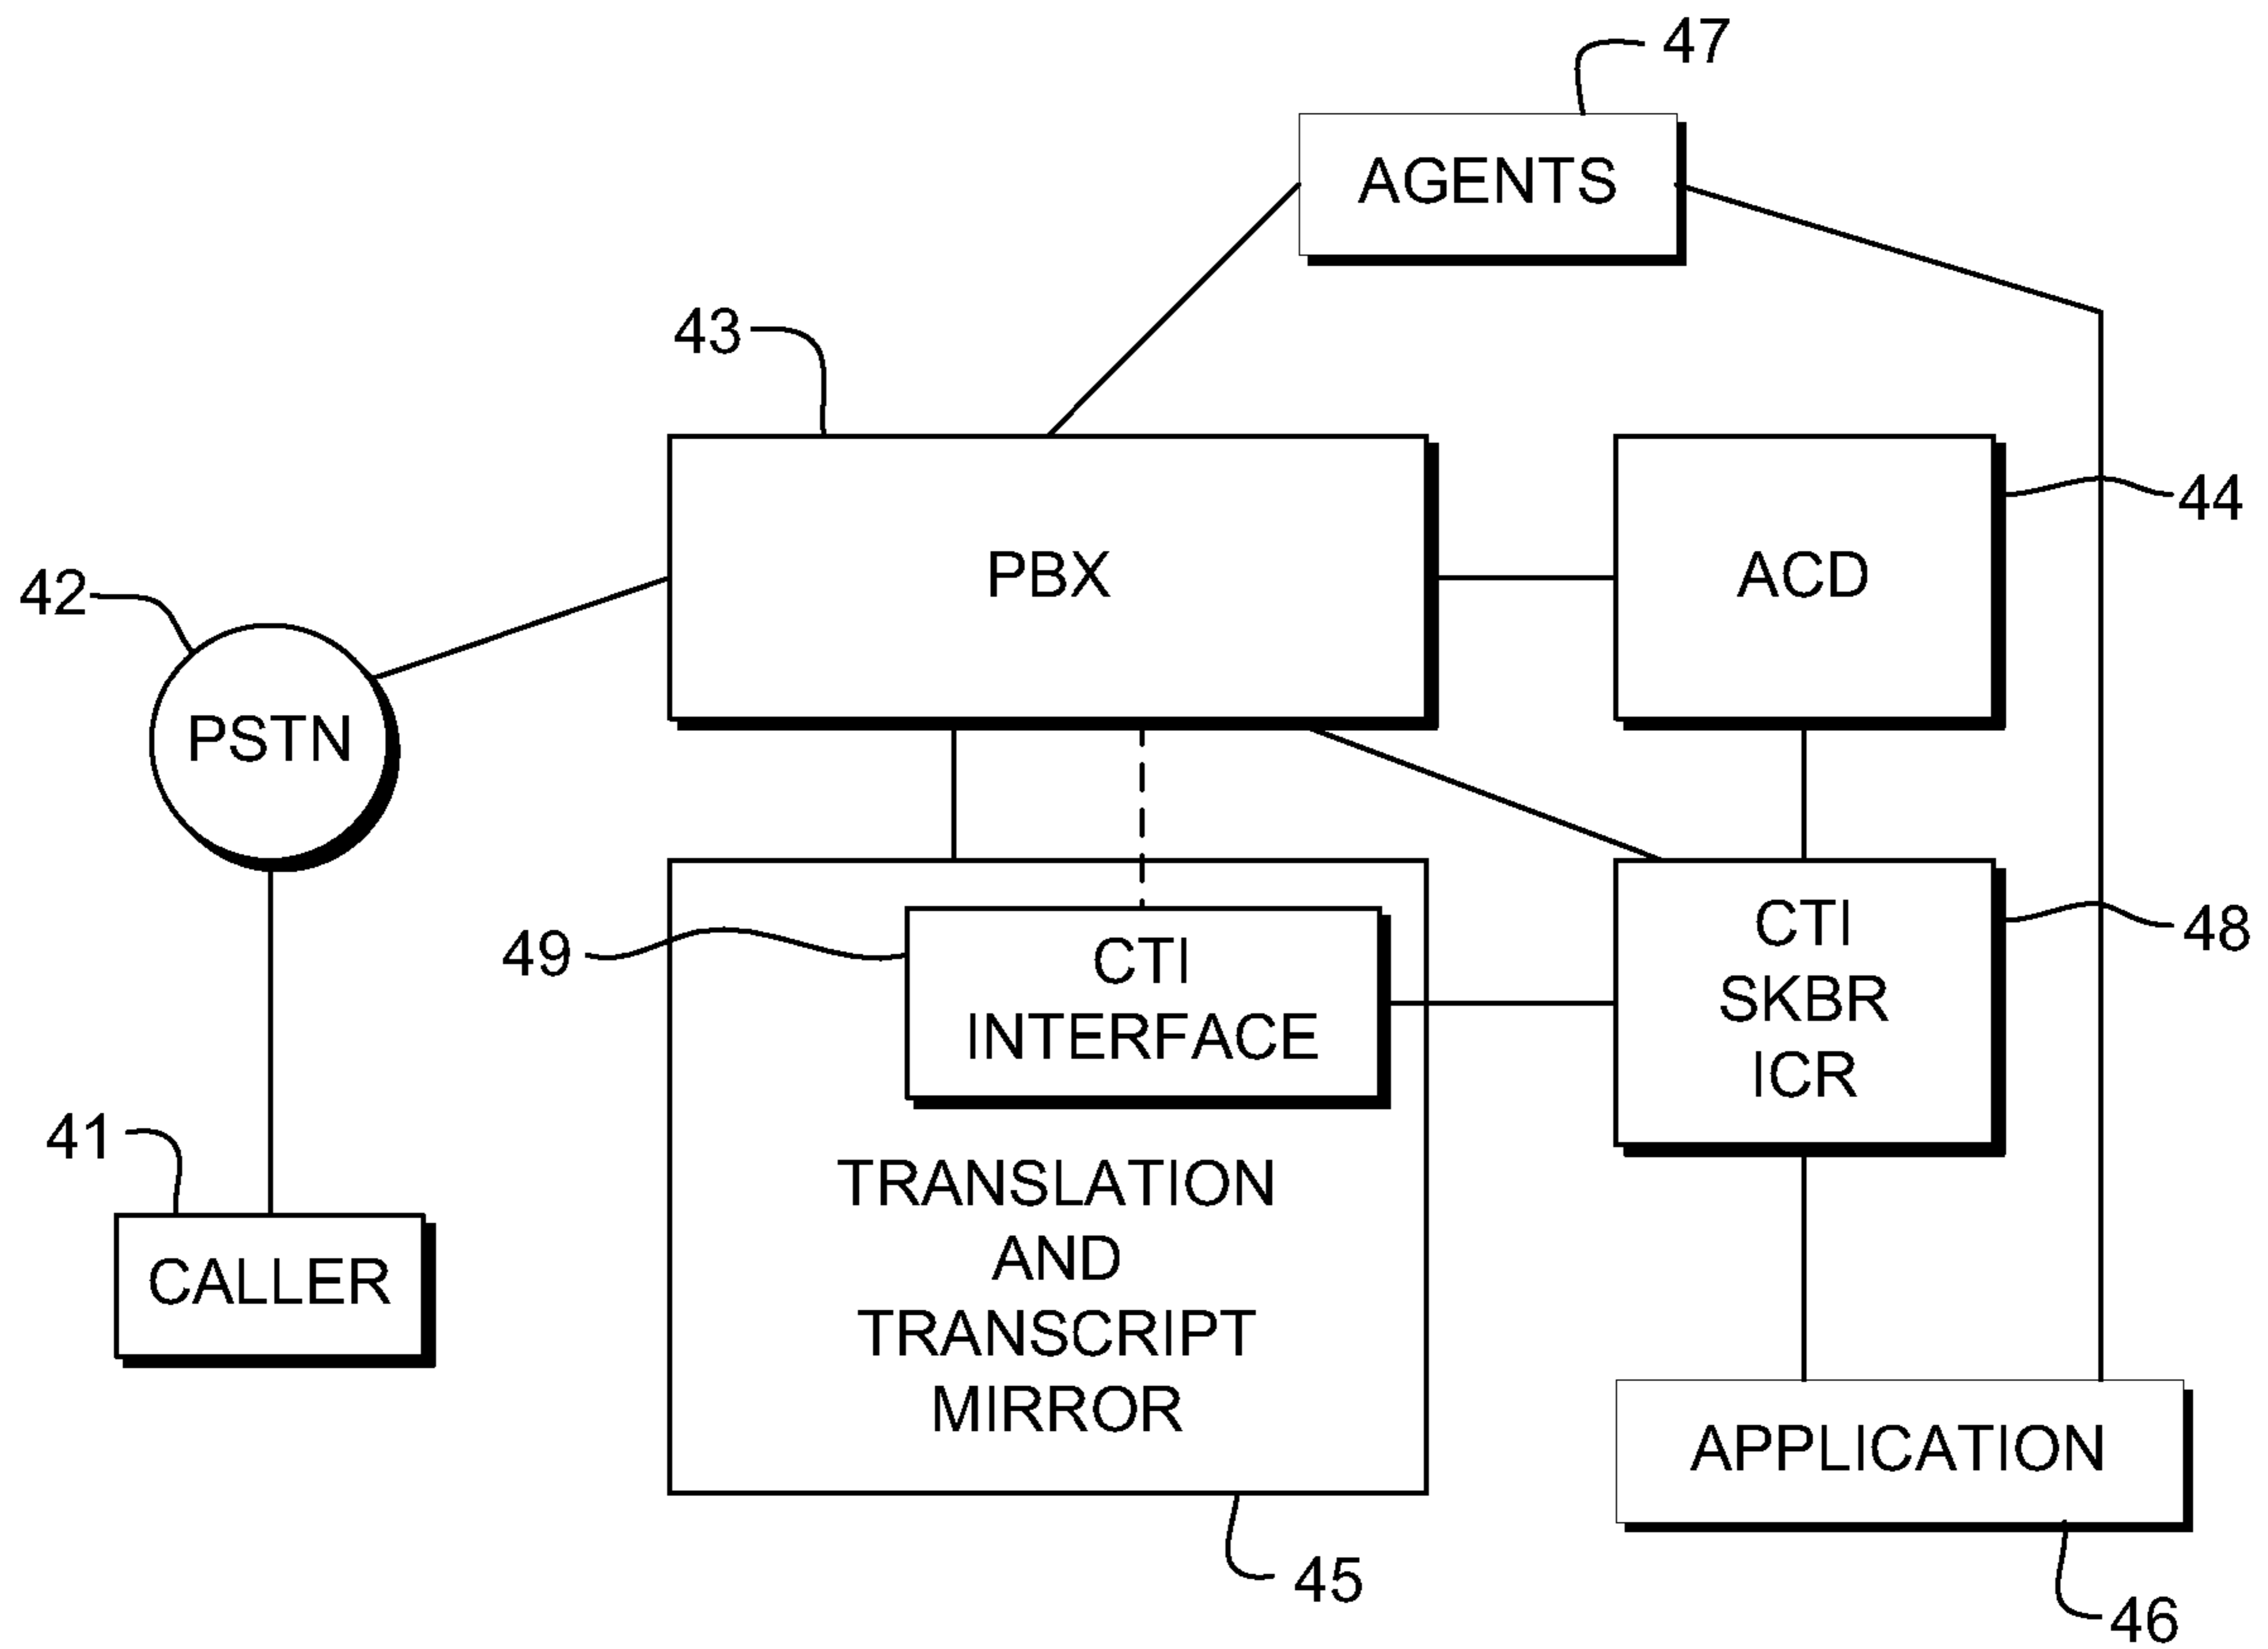 47
AGENTS
43
PBX
ACD
44
42
PSTN
49
CTI
INTERFACE
CTI
SKBR
ICR
48
TRANSLATION
AND
TRANSCRIPT
MIRROR
41
CALLER
APPLICATION
45
46